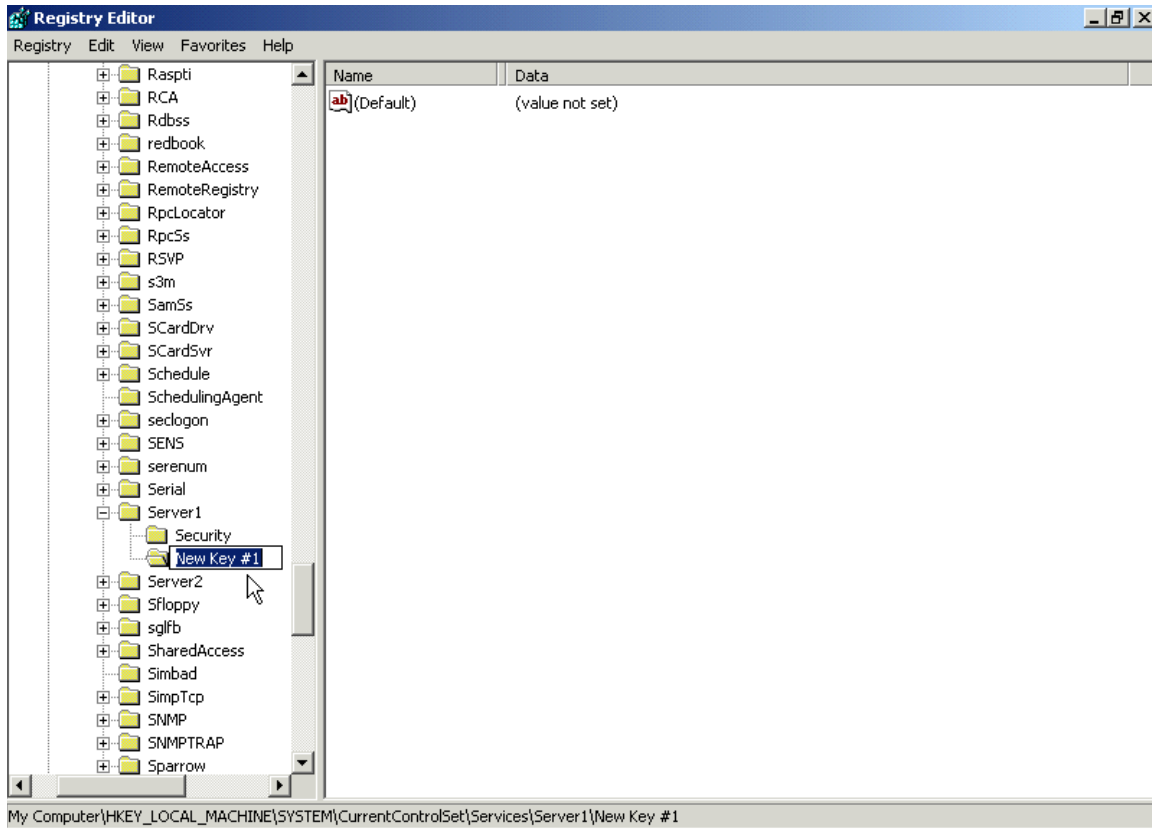 Registry Editor
Registry Edit View Favorites Help
Raspti
RCA
Rdbss
redbook
RemoteAccess
RemoteRegistry
RpcLocator
RpcSs
RSVP
s3m
SamSs
SCardDrv
SCardSvr
Schedule
SchedulingAgent
seclogon
SENS
serenum
Serial
Server1
Security
New Key #1
Server2
Sfloppy
sglfb
SharedAccess
Simbad
SimpTcp
SNMP
SNMPTRAP
Sparrow
Name Data
ab (Default) (value not set)
My Computer\HKEY_LOCAL_MACHINE\SYSTEM\CurrentControlSet\Services\Server1\New Key #1